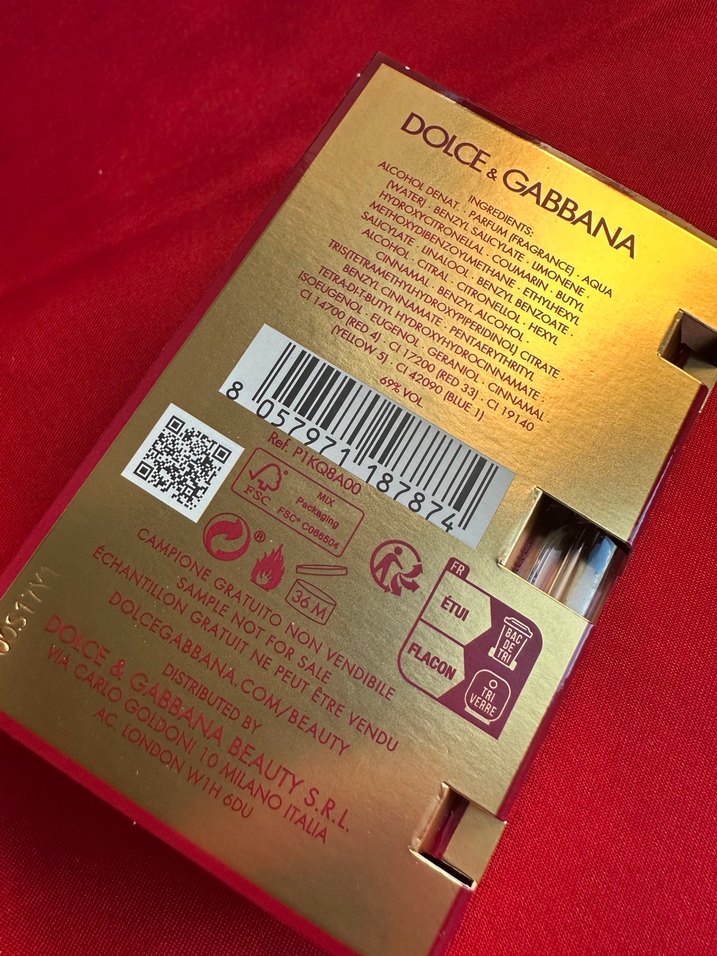 DOLCE & GABBANA
INGREDIENTS:
ALCOHOL DENAT · PARFUM (FRAGRANCE) · AQUA
(WATER) · BENZYL SALICYLATE · LIMONENE ·
HYDROXYCITRONELLAL · COUMARIN · BUTYL
METHOXYDIBENZOYLMETHANE · ETHYLHEXYL
SALICYLATE · LINALOOL · BENZYL BENZOATE ·
ALCOHOL · CITRAL · CITRONELLOL · HEXYL
CINNAMAL · BENZYL ALCOHOL ·
TRIS(TETRAMETHYLHYDROXYPIPERIDINOL) CITRATE ·
BENZYL CINNAMATE · PENTAERYTHRITYL
TETRA-DI-T-BUTYL HYDROXYHYDROCINNAMATE ·
ISOEUGENOL · EUGENOL · GERANIOL · CINNAMAL ·
CI 14700 (RED 4) · CI 17200 (RED 33) · CI 19140
(YELLOW 5) · CI 42090 (BLUE 1)
69% VOL
8 057971 187874
Ref. P1KQ8A00
FSC
MIX
Packaging
FSC® C066504
®
36 M
FR
ÉTUI
BAC
DE
TRI
FLACON
TRI
VERRE
CAMPIONE GRATUITO NON VENDIBILE
SAMPLE NOT FOR SALE
ÉCHANTILLON GRATUIT NE PEUT ÊTRE VENDU
DOLCEGABBANA.COM/BEAUTY
DISTRIBUTED BY
DOLCE & GABBANA BEAUTY S.R.L.
VIA CARLO GOLDONI 10 MILANO ITALIA
AC. LONDON W1H 6DU